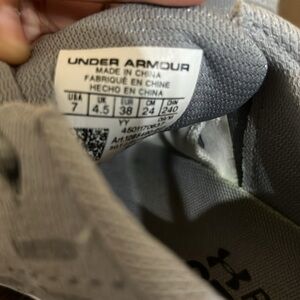 UNDER ARMOUR
MADE IN CHINA
FABRIQUÉ EN CHINE
HECHO EN CHINA
USA UK EUR CM CHN
7 4.5 38 24 240
YY